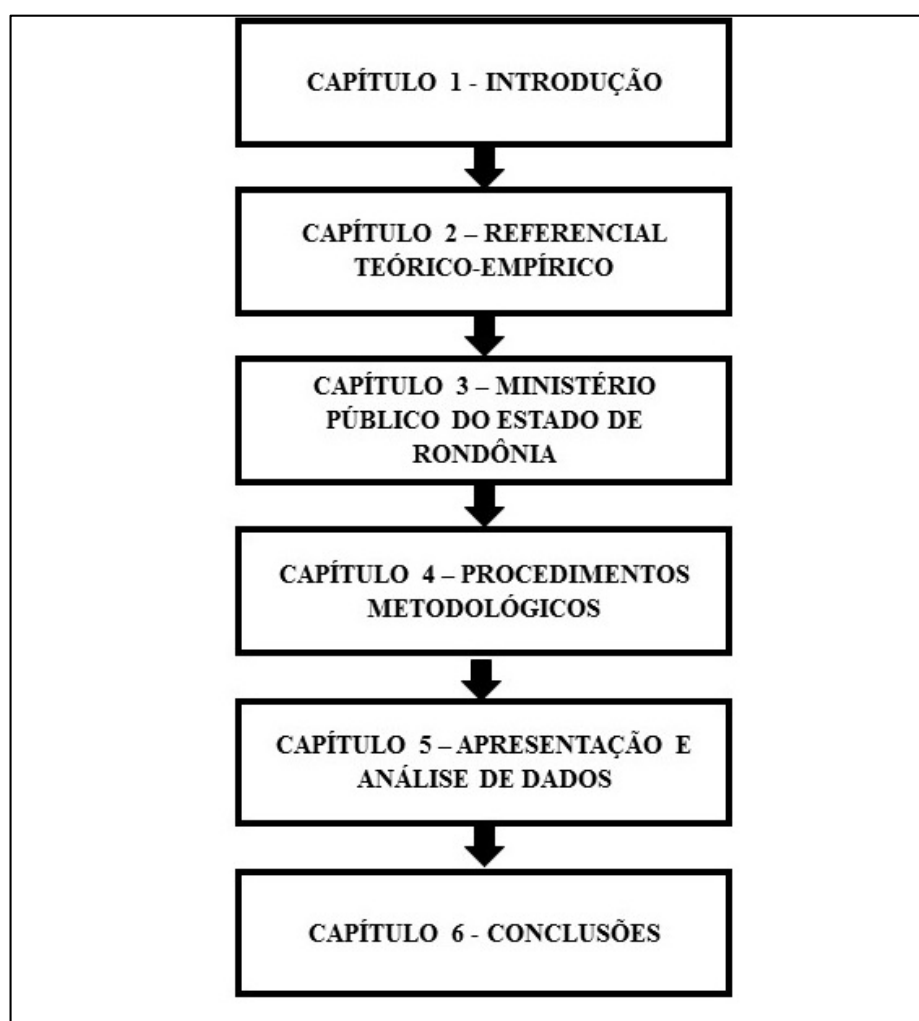 CAPÍTULO 1 - INTRODUÇÃO
CAPÍTULO 2 – REFERENCIAL
TEÓRICO-EMPÍRICO
CAPÍTULO 3 – MINISTÉRIO
PÚBLICO DO ESTADO DE
RONDÔNIA
CAPÍTULO 4 – PROCEDIMENTOS
METODOLÓGICOS
CAPÍTULO 5 – APRESENTAÇÃO E
ANÁLISE DE DADOS
CAPÍTULO 6 - CONCLUSÕES